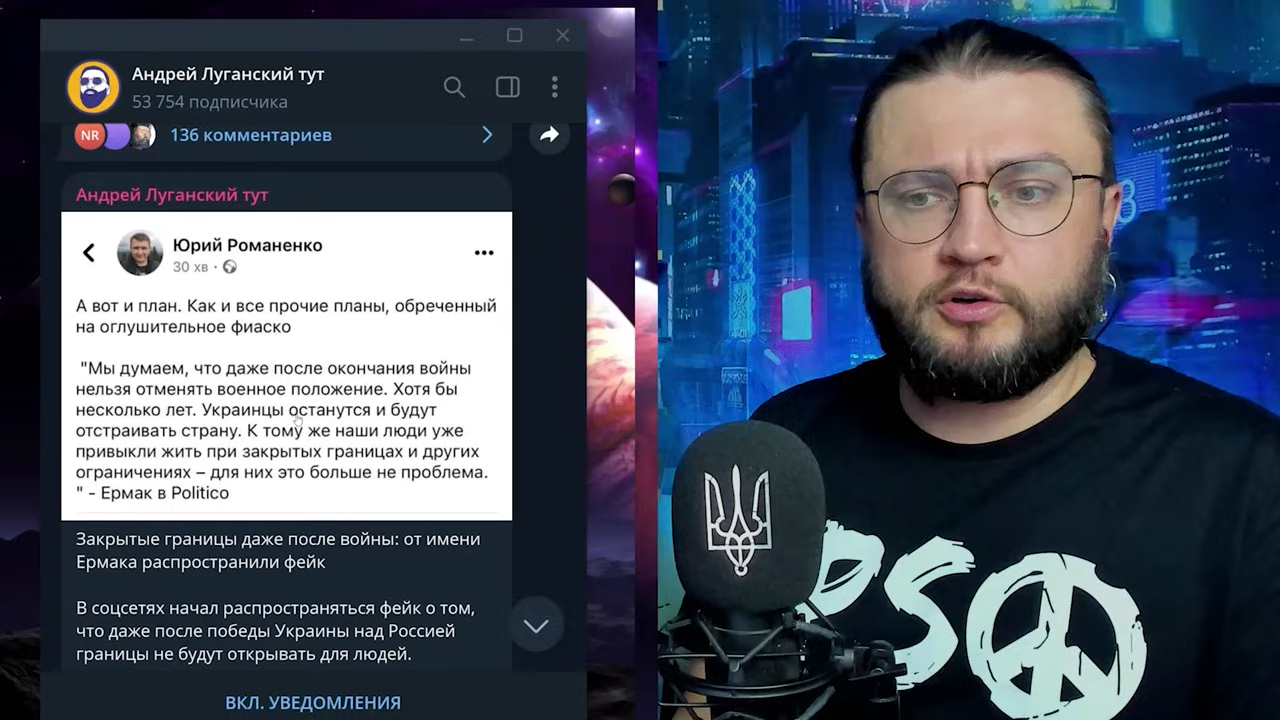 Андрей Луганский тут
53 754 подписчика
NR
136 комментариев
Андрей Луганский тут
Юрий Романенко
30 хв
А вот и план. Как и все прочие планы, обреченный
на оглушительное фиаско
"Мы думаем, что даже после окончания войны
нельзя отменять военное положение. Хотя бы
несколько лет. Украинцы останутся и будут
отстраивать страну. К тому же наши люди уже
привыкли жить при закрытых границах и других
ограничениях – для них это больше не проблема.
" - Ермак в Politico
Закрытые границы даже после войны: от имени
Ермака распространили фейк
В соцсетях начал распространяться фейк о том,
что даже после победы Украины над Россией
границы не будут открывать для людей.
ВКЛ. УВЕДОМЛЕНИЯ
PSO